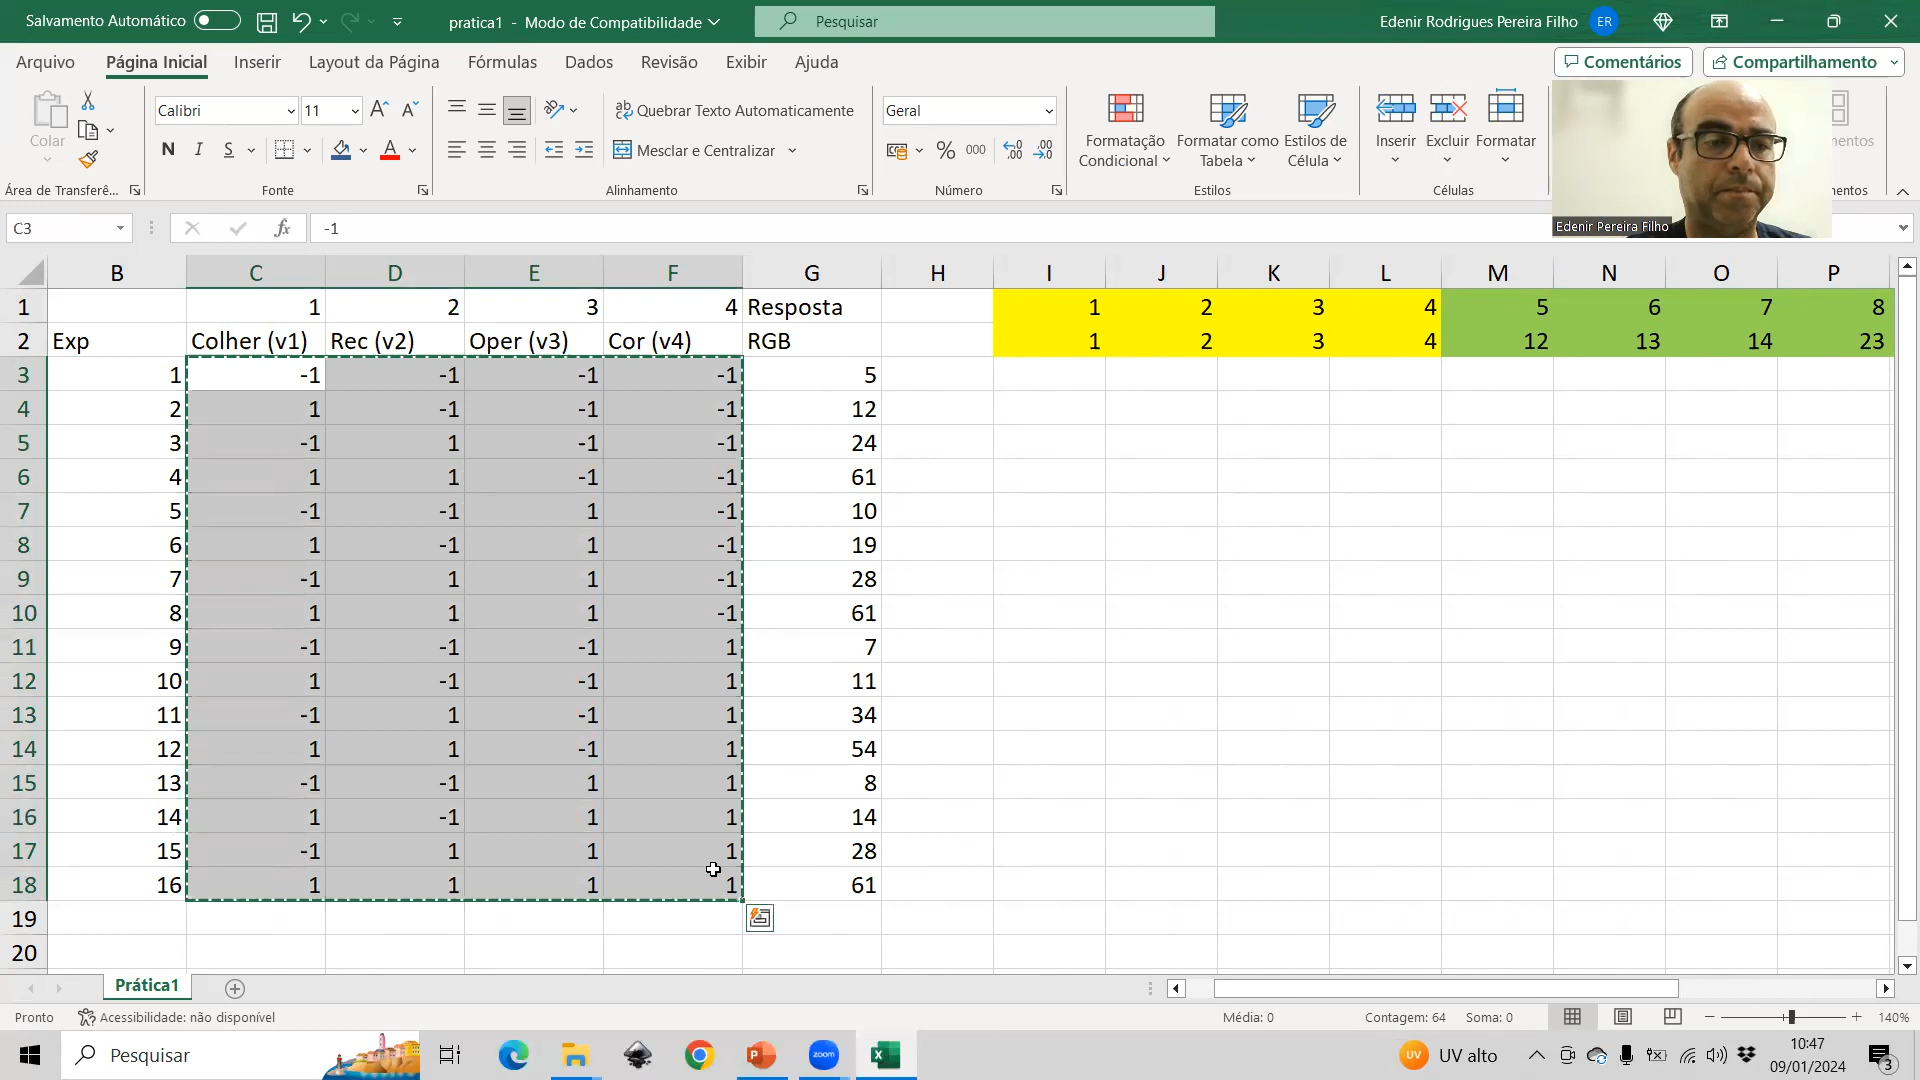 Salvamento Automático
pratica1 - Modo de Compatibilidade
Pesquisar
Edenir Rodrigues Pereira Filho
ER
Arquivo Página Inicial Inserir Layout da Página Fórmulas Dados Revisão Exibir Ajuda
Comentários
Compartilhamento
Colar
Calibri 11
N I S
Quebrar Texto Automaticamente
Mesclar e Centralizar
Geral
% 000
Formatação Condicional
Formatar como Tabela
Estilos de Célula
Inserir Excluir Formatar
Área de Transferê... Fonte Alinhamento Número Estilos Células
Edenir Pereira Filho
C3 fx -1
B C D E F G H I J K L M N O P
1 1 2 3 4 Resposta 1 2 3 4 5 6 7 8
2 Exp Colher (v1) Rec (v2) Oper (v3) Cor (v4) RGB 1 2 3 4 12 13 14 23
3 1 -1 -1 -1 -1 5
4 2 1 -1 -1 -1 12
5 3 -1 1 -1 -1 24
6 4 1 1 -1 -1 61
7 5 -1 -1 1 -1 10
8 6 1 -1 1 -1 19
9 7 -1 1 1 -1 28
10 8 1 1 1 -1 61
11 9 -1 -1 -1 1 7
12 10 1 -1 -1 1 11
13 11 -1 1 -1 1 34
14 12 1 1 -1 1 54
15 13 -1 -1 1 1 8
16 14 1 -1 1 1 14
17 15 -1 1 1 1 28
18 16 1 1 1 1 61
19
20
Prática1
Pronto Acessibilidade: não disponível Média: 0 Contagem: 64 Soma: 0 140%
Pesquisar
zoom
UV UV alto
10:47
09/01/2024
3